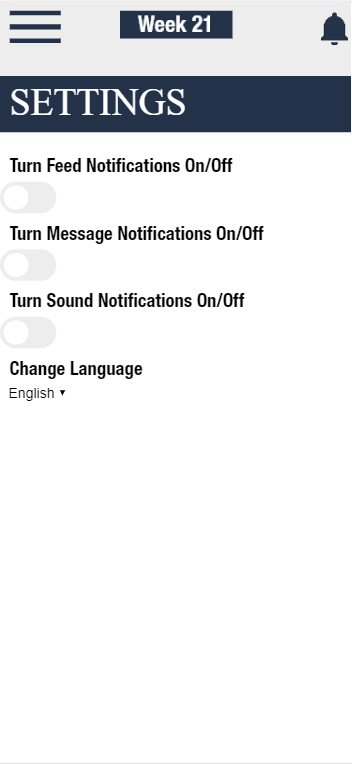 Week 21
SETTINGS
Turn Feed Notifications On/Off
Turn Message Notifications On/Off
Turn Sound Notifications On/Off
Change Language
English ▾